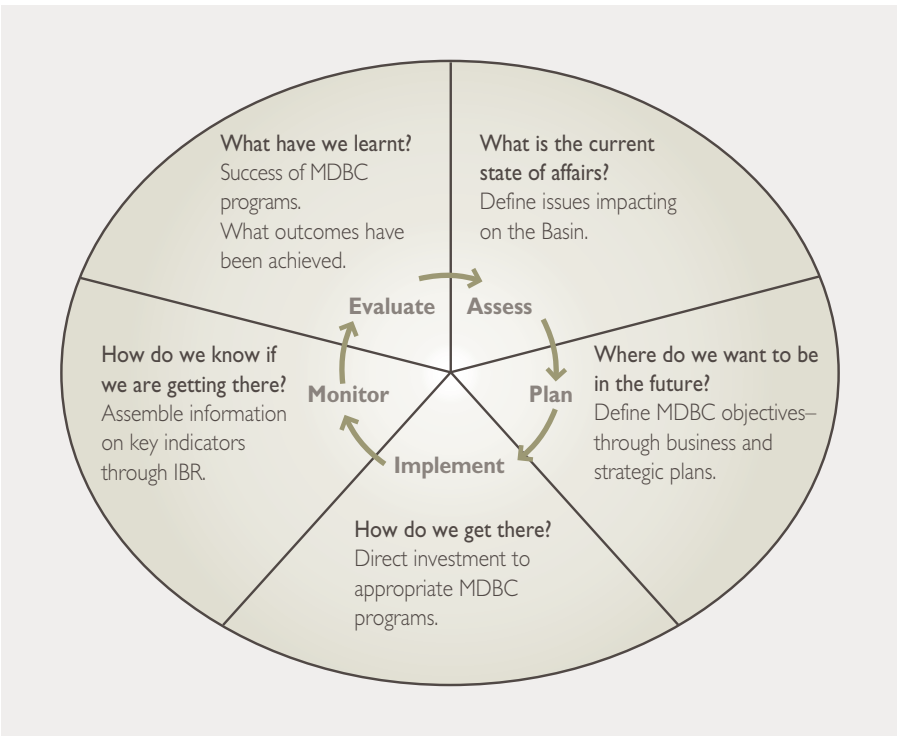 What have we learnt?
Success of MDBC
programs.
What outcomes have
been achieved.
What is the current
state of affairs?
Define issues impacting
on the Basin.
Evaluate
Assess
How do we know if
we are getting there?
Assemble information
on key indicators
through IBR.
Monitor
Plan
Where do we want to be
in the future?
Define MDBC objectives–
through business and
strategic plans.
Implement
How do we get there?
Direct investment to
appropriate MDBC
programs.